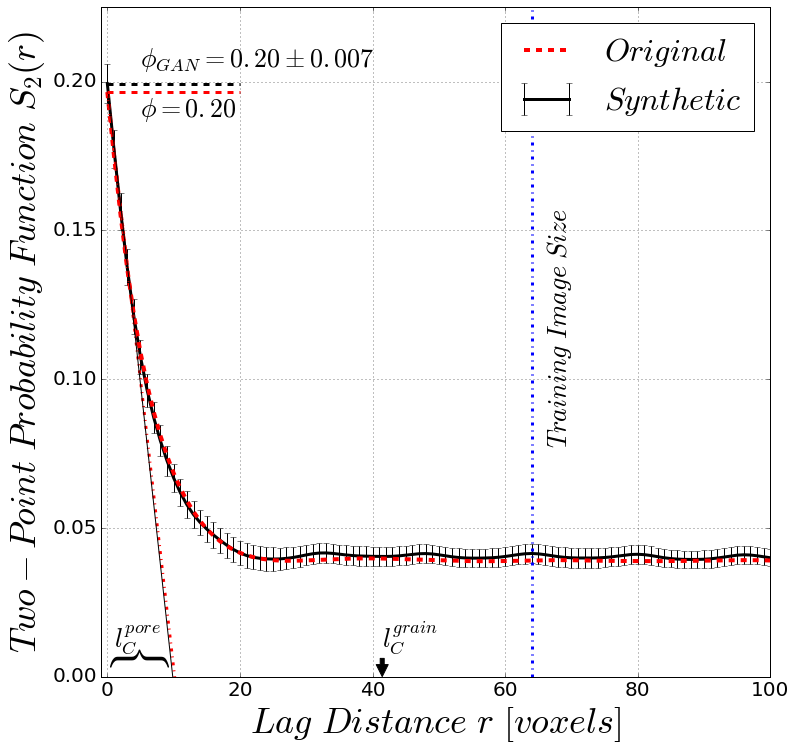 Two − Point Probability Function S₂(r)
0.20
0.15
0.10
0.05
0.00
ϕ_GAN = 0.20 ± 0.007
ϕ = 0.20
Original
Synthetic
Training Image Size
l_C^pore
l_C^grain
0
20
40
60
80
100
Lag Distance r [voxels]